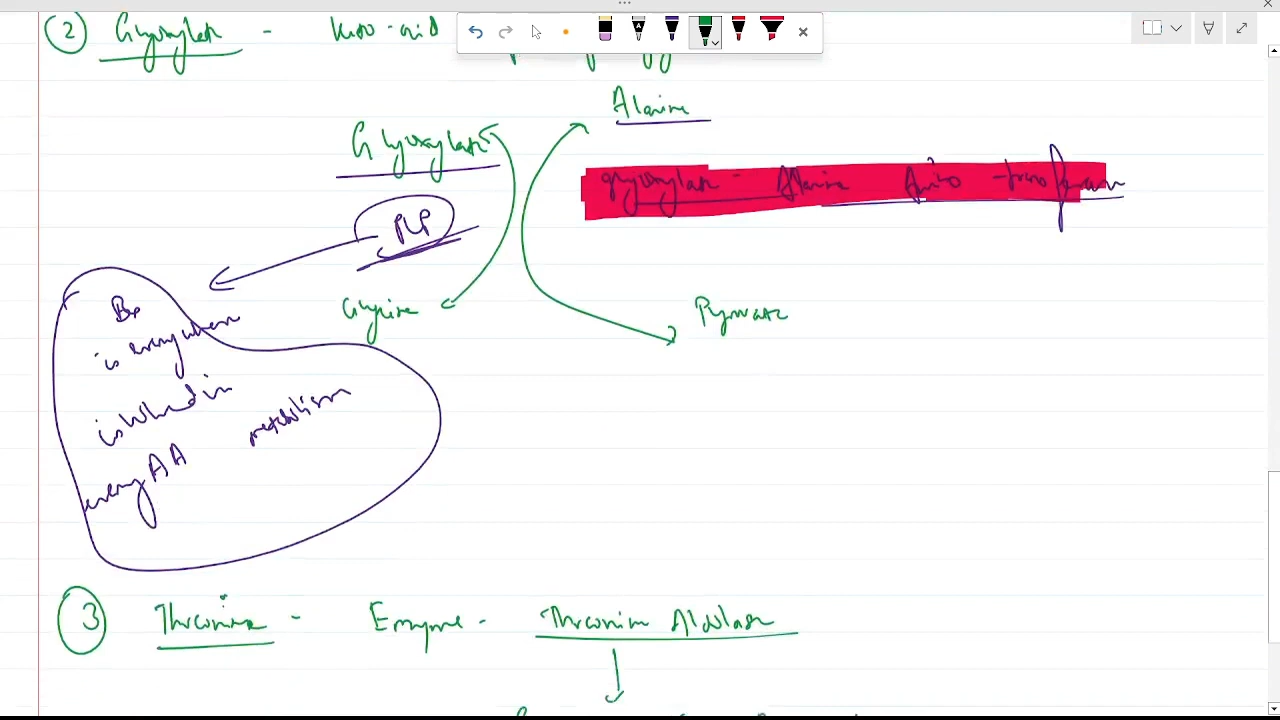 2 Glyoxylate - Keto-acid
Alanine
Glyoxylate
glyoxylate - Alanine Amino -transferase
PLP
B6
is everywhere
Glycine
Pyruvate
is involved in
metabolism
every AA
3 Threonine - Enzyme - Threonine Aldolase